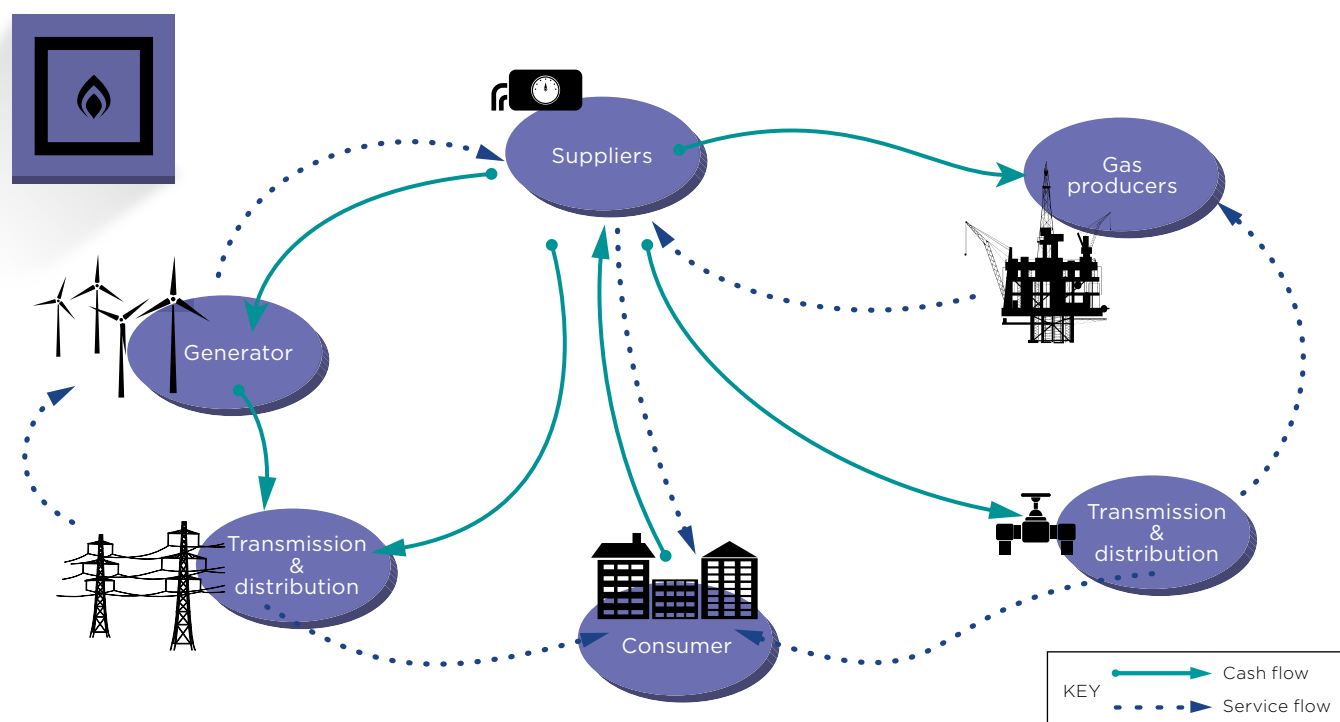 Suppliers
Gas
producers
Generator
Transmission
&
distribution
Transmission
&
distribution
Consumer
KEY
Cash flow
Service flow